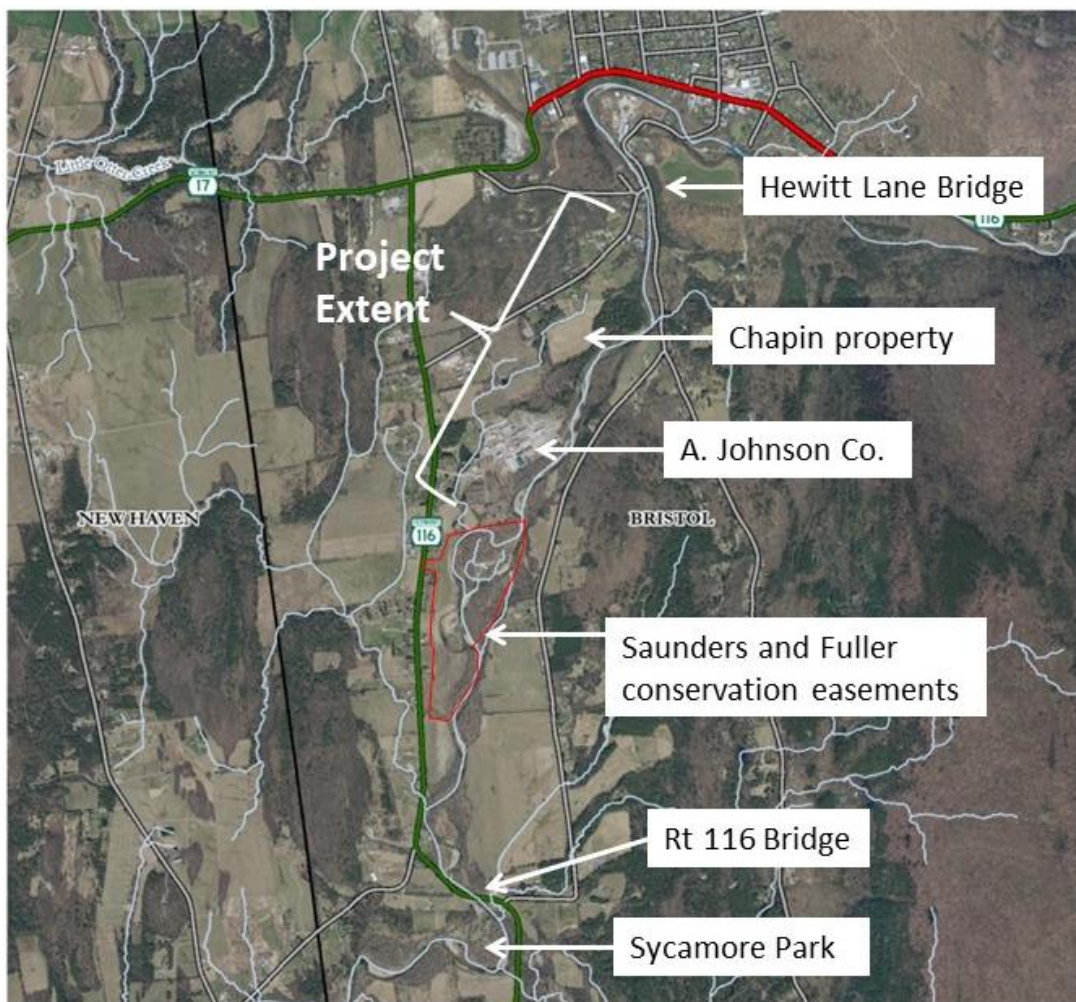 Little Otter Creek
17
Hewitt Lane Bridge
116
Project
Extent
Chapin property
A. Johnson Co.
NEW HAVEN
BRISTOL
116
Saunders and Fuller
conservation easements
Rt 116 Bridge
Sycamore Park